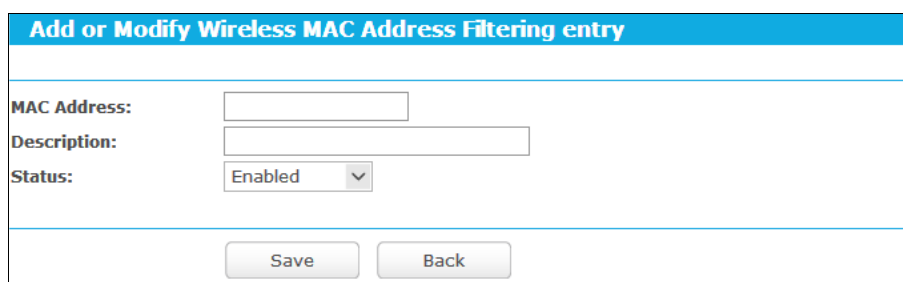 Add or Modify Wireless MAC Address Filtering entry
MAC Address:
Description:
Status: Enabled
Save Back